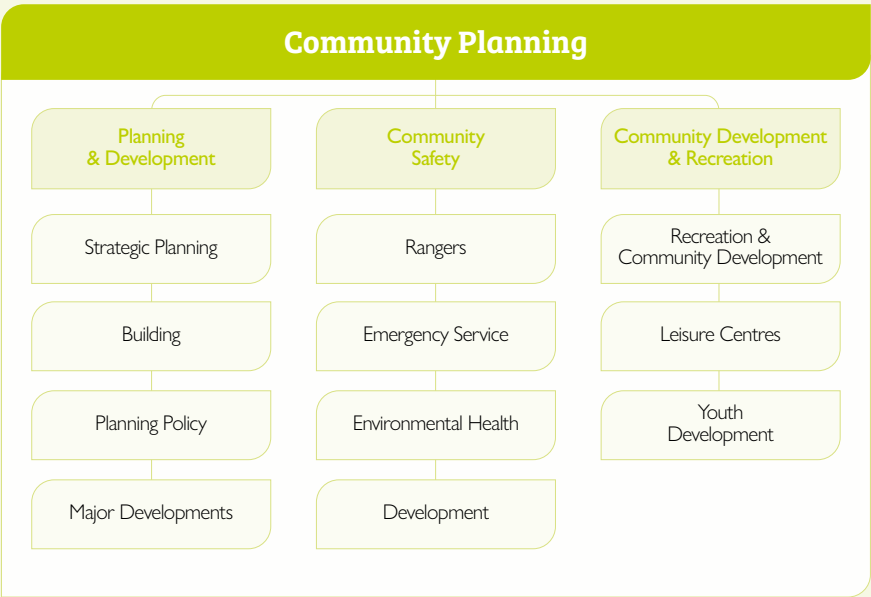 Community Planning
Planning
& Development
Strategic Planning
Building
Planning Policy
Major Developments
Community
Safety
Rangers
Emergency Service
Environmental Health
Development
Community Development
& Recreation
Recreation &
Community Development
Leisure Centres
Youth
Development